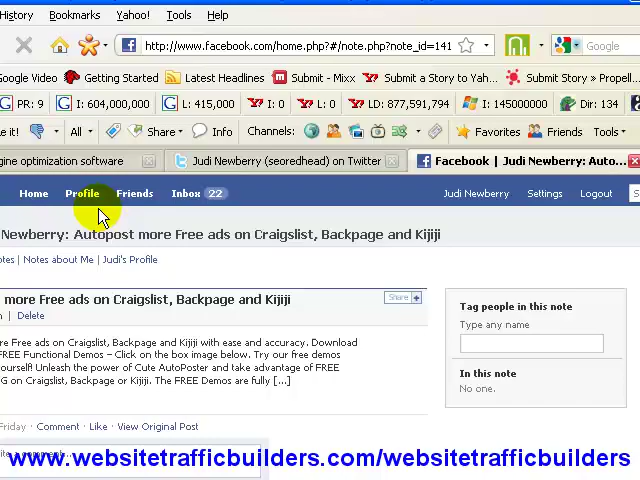 History Bookmarks Yahoo! Tools Help
http://www.facebook.com/home.php?#/note.php?note_id=141 Google
Google Video Getting Started Latest Headlines Submit - Mixx Submit a Story to Yah... Submit Story » Propell...
PR: 9 I: 604,000,000 L: 415,000 I: 0 L: 0 LD: 877,591,794 I: 145000000 Dir: 134
e it! All Share Info Channels: Favorites Friends Tools
gine optimization software Judi Newberry (seoredhead) on Twitter Facebook | Judi Newberry: Auto...
Home Profile Friends Inbox 22 Judi Newberry Settings Logout
Newberry: Autopost more Free ads on Craigslist, Backpage and Kijiji
otes | Notes about Me | Judi's Profile
more Free ads on Craigslist, Backpage and Kijiji Share +
| Delete
re Free ads on Craigslist, Backpage and Kijiji with ease and accuracy. Download
FREE Functional Demos – Click on the box image below. Try our free demos
ourself! Unleash the power of Cute AutoPoster and take advantage of FREE
G on Craigslist, Backpage or Kijiji. The FREE Demos are fully [...]
Tag people in this note
Type any name
In this note
No one.
Friday · Comment · Like · View Original Post
ite a comment...
www.websitetrafficbuilders.com/websitetrafficbuilders